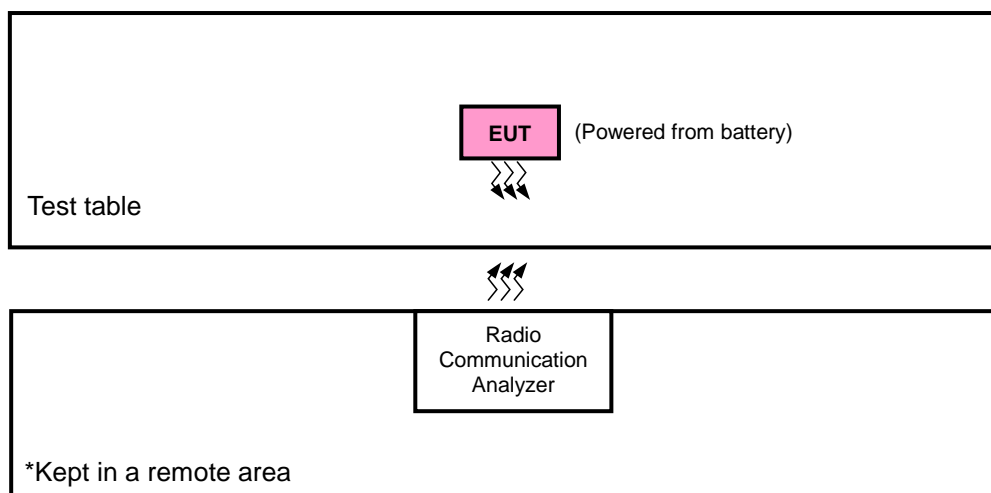 EUT
(Powered from battery)
Test table
Radio
Communication
Analyzer
*Kept in a remote area